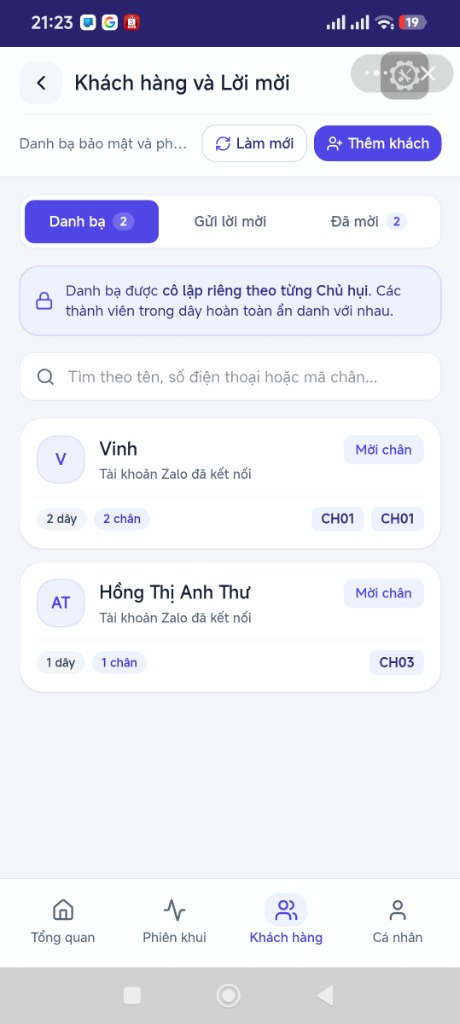 21:23
19
Khách hàng và Lời mời
Danh bạ bảo mật và ph...
Làm mới
Thêm khách
Danh bạ 2
Gửi lời mời
Đã mời 2
Danh bạ được cô lập riêng theo từng Chủ hụi. Các
thành viên trong dây hoàn toàn ẩn danh với nhau.
Tìm theo tên, số điện thoại hoặc mã chân...
V
Vinh
Mời chân
Tài khoản Zalo đã kết nối
2 dây
2 chân
CH01
CH01
AT
Hồng Thị Anh Thư
Mời chân
Tài khoản Zalo đã kết nối
1 dây
1 chân
CH03
Tổng quan
Phiên khui
Khách hàng
Cá nhân